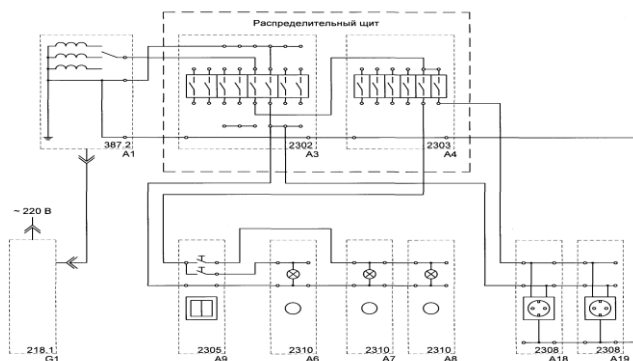 Распределительный щит
387.2
A1
2302
A3
2303
A4
~ 220 В
218.1
G1
2305
A9
2310
A6
2310
A7
2310
A8
2308
A18
2308
A19